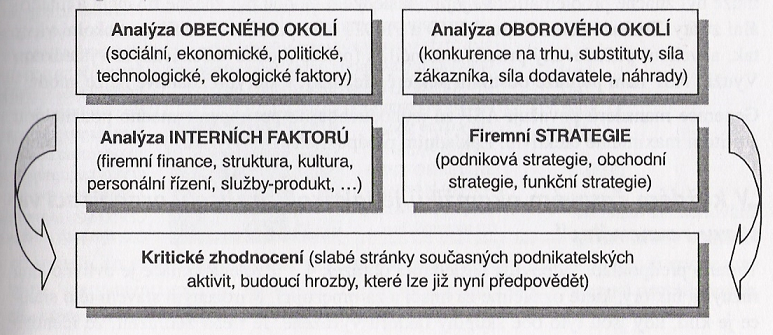 Analýza OBECNÉHO OKOLÍ
(sociální, ekonomické, politické,
technologické, ekologické faktory)
Analýza OBOROVÉHO OKOLÍ
(konkurence na trhu, substituty, síla
zákazníka, síla dodavatele, náhrady)
Analýza INTERNÍCH FAKTORŮ
(firemní finance, struktura, kultura,
personální řízení, služby-produkt, ...)
Firemní STRATEGIE
(podniková strategie, obchodní
strategie, funkční strategie)
Kritické zhodnocení (slabé stránky současných podnikatelských
aktivit, budoucí hrozby, které lze již nyní předpovědět)